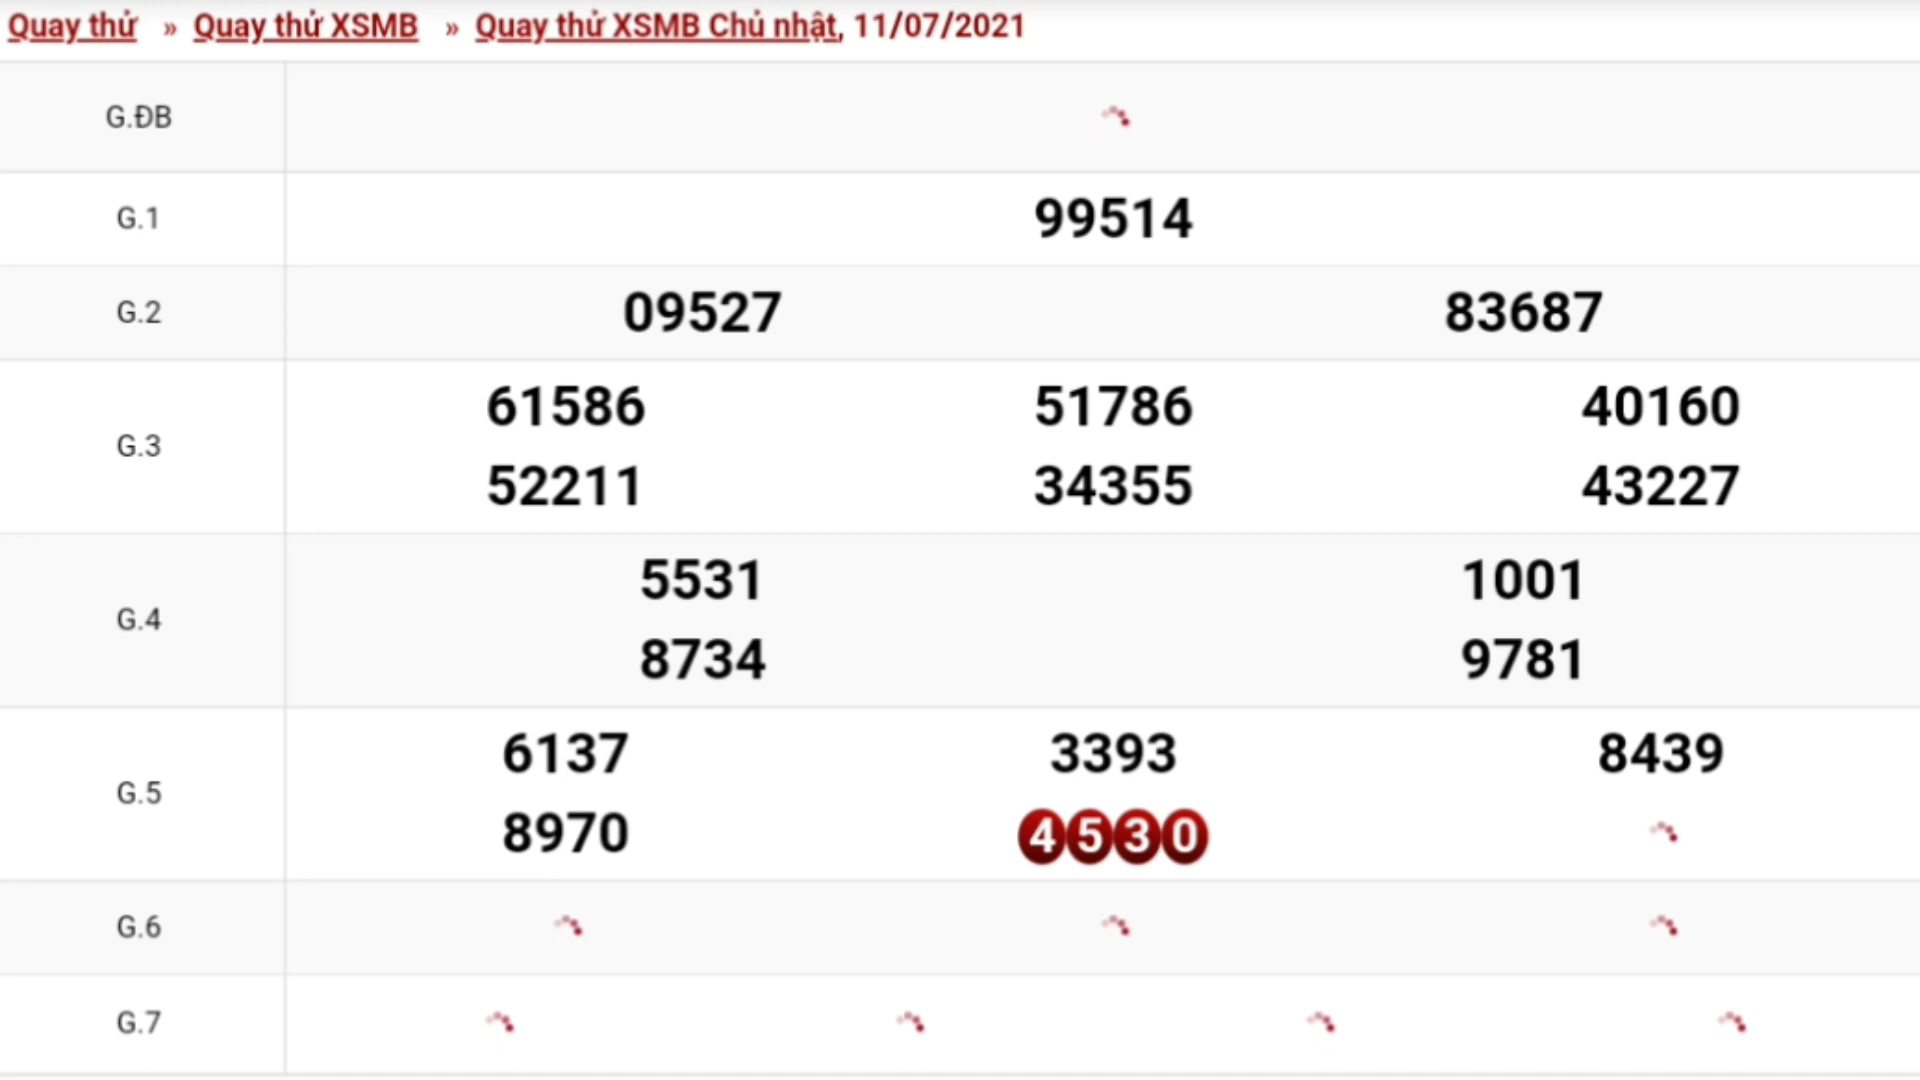 Quay thử » Quay thử XSMB » Quay thử XSMB Chủ nhật, 11/07/2021
G.ĐB
G.1 99514
G.2 09527 83687
G.3 61586 51786 40160
52211 34355 43227
G.4 5531 1001
8734 9781
G.5 6137 3393 8439
8970 4530
G.6
G.7